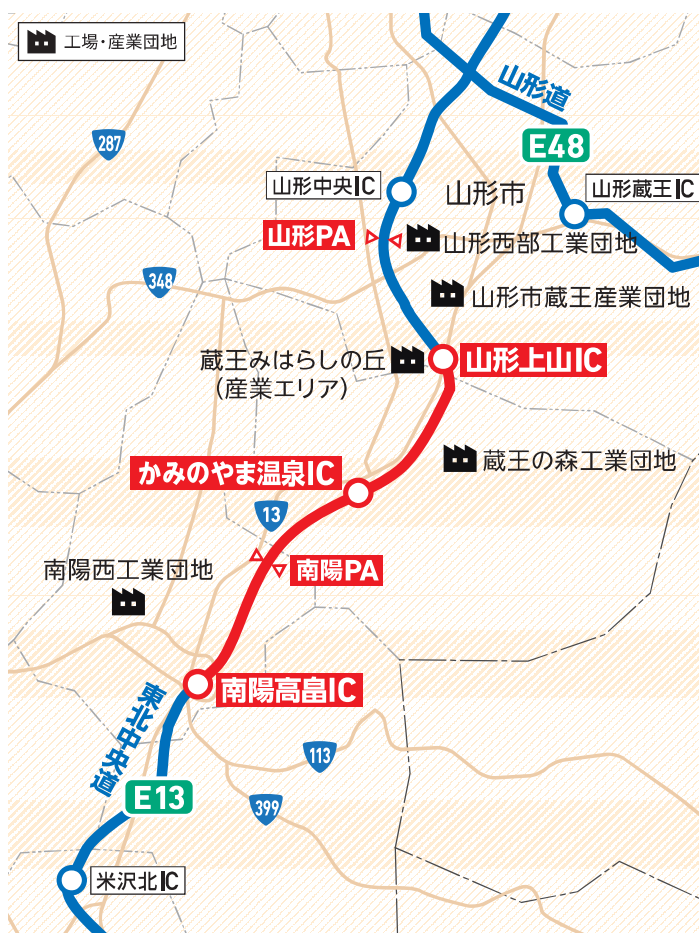 工場・産業団地
山形道
287
E48
山形中央IC
山形市
山形蔵王IC
山形PA
山形西部工業団地
348
山形市蔵王産業団地
蔵王みはらしの丘
（産業エリア）
山形上山IC
かみのやま温泉IC
蔵王の森工業団地
13
南陽西工業団地
南陽PA
南陽高畠IC
東北中央道
113
E13
399
米沢北IC